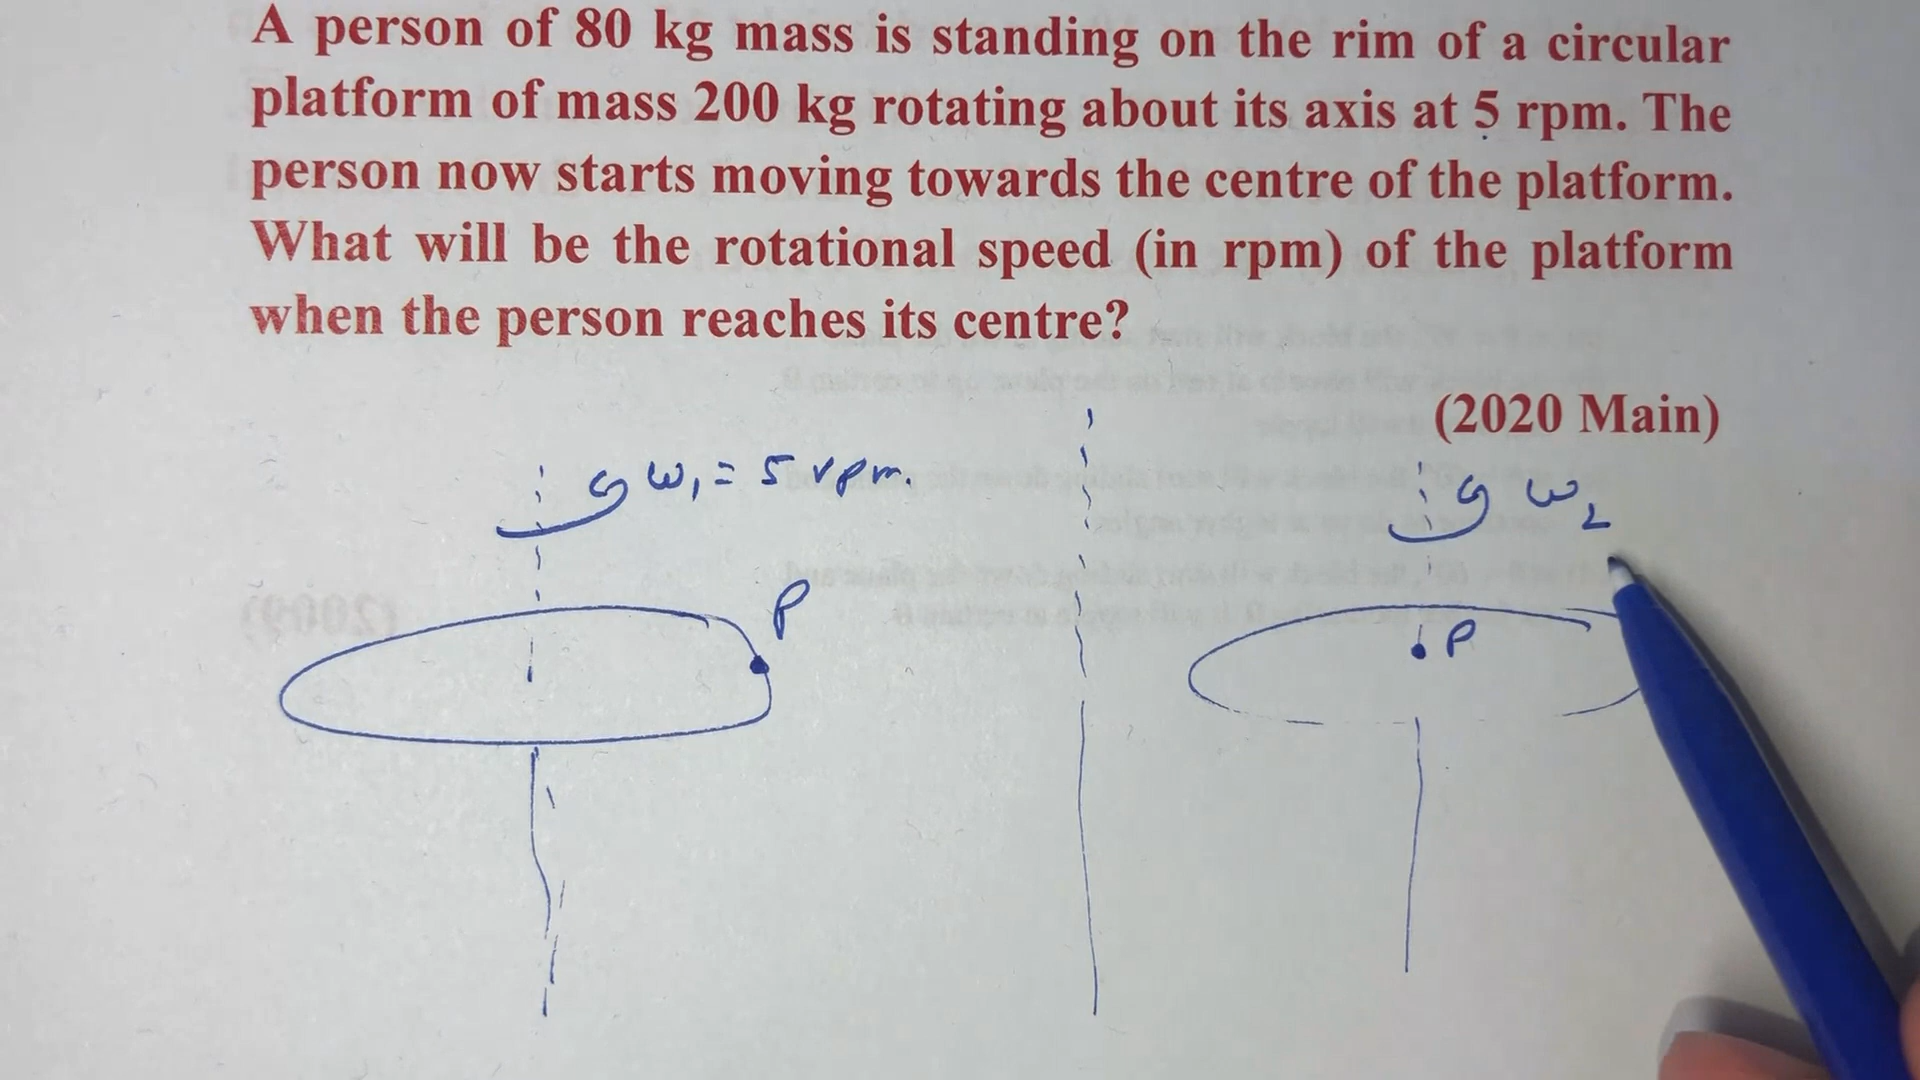 A person of 80 kg mass is standing on the rim of a circular
platform of mass 200 kg rotating about its axis at 5 rpm. The
person now starts moving towards the centre of the platform.
What will be the rotational speed (in rpm) of the platform
when the person reaches its centre?
(2020 Main)
ω₁ = 5 rpm.
ω₂
P
P
(2009)